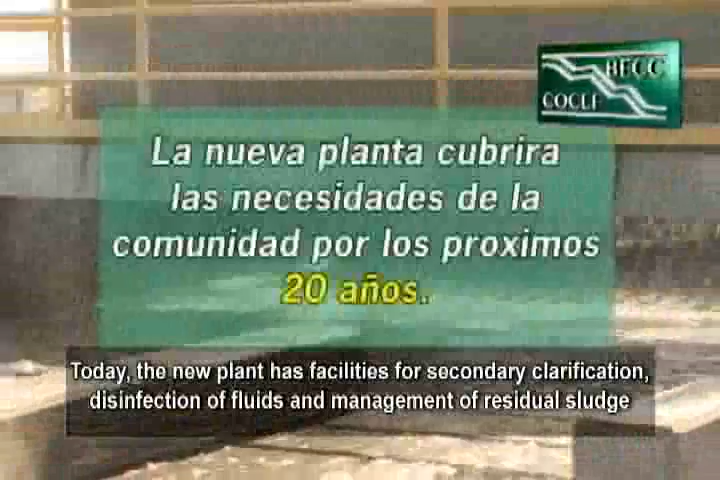 BECC
COCEF
La nueva planta cubrira
las necesidades de la
comunidad por los proximos
20 años.
Today, the new plant has facilities for secondary clarification,
disinfection of fluids and management of residual sludge